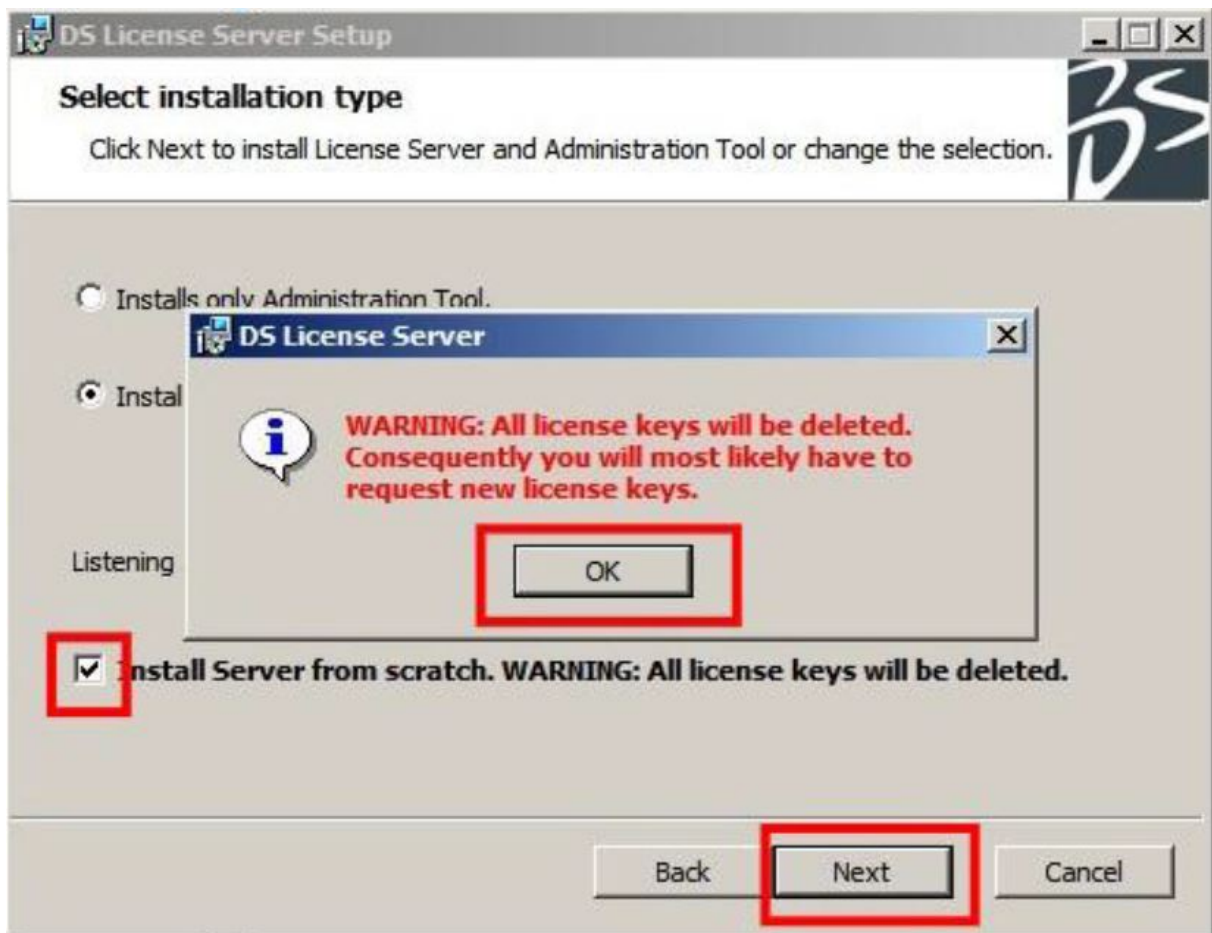 DS License Server Setup
Select installation type
Click Next to install License Server and Administration Tool or change the selection.
DS
Installs only Administration Tool.
DS License Server
Instal
WARNING: All license keys will be deleted.
Consequently you will most likely have to
request new license keys.
OK
Listening
Install Server from scratch. WARNING: All license keys will be deleted.
Back
Next
Cancel